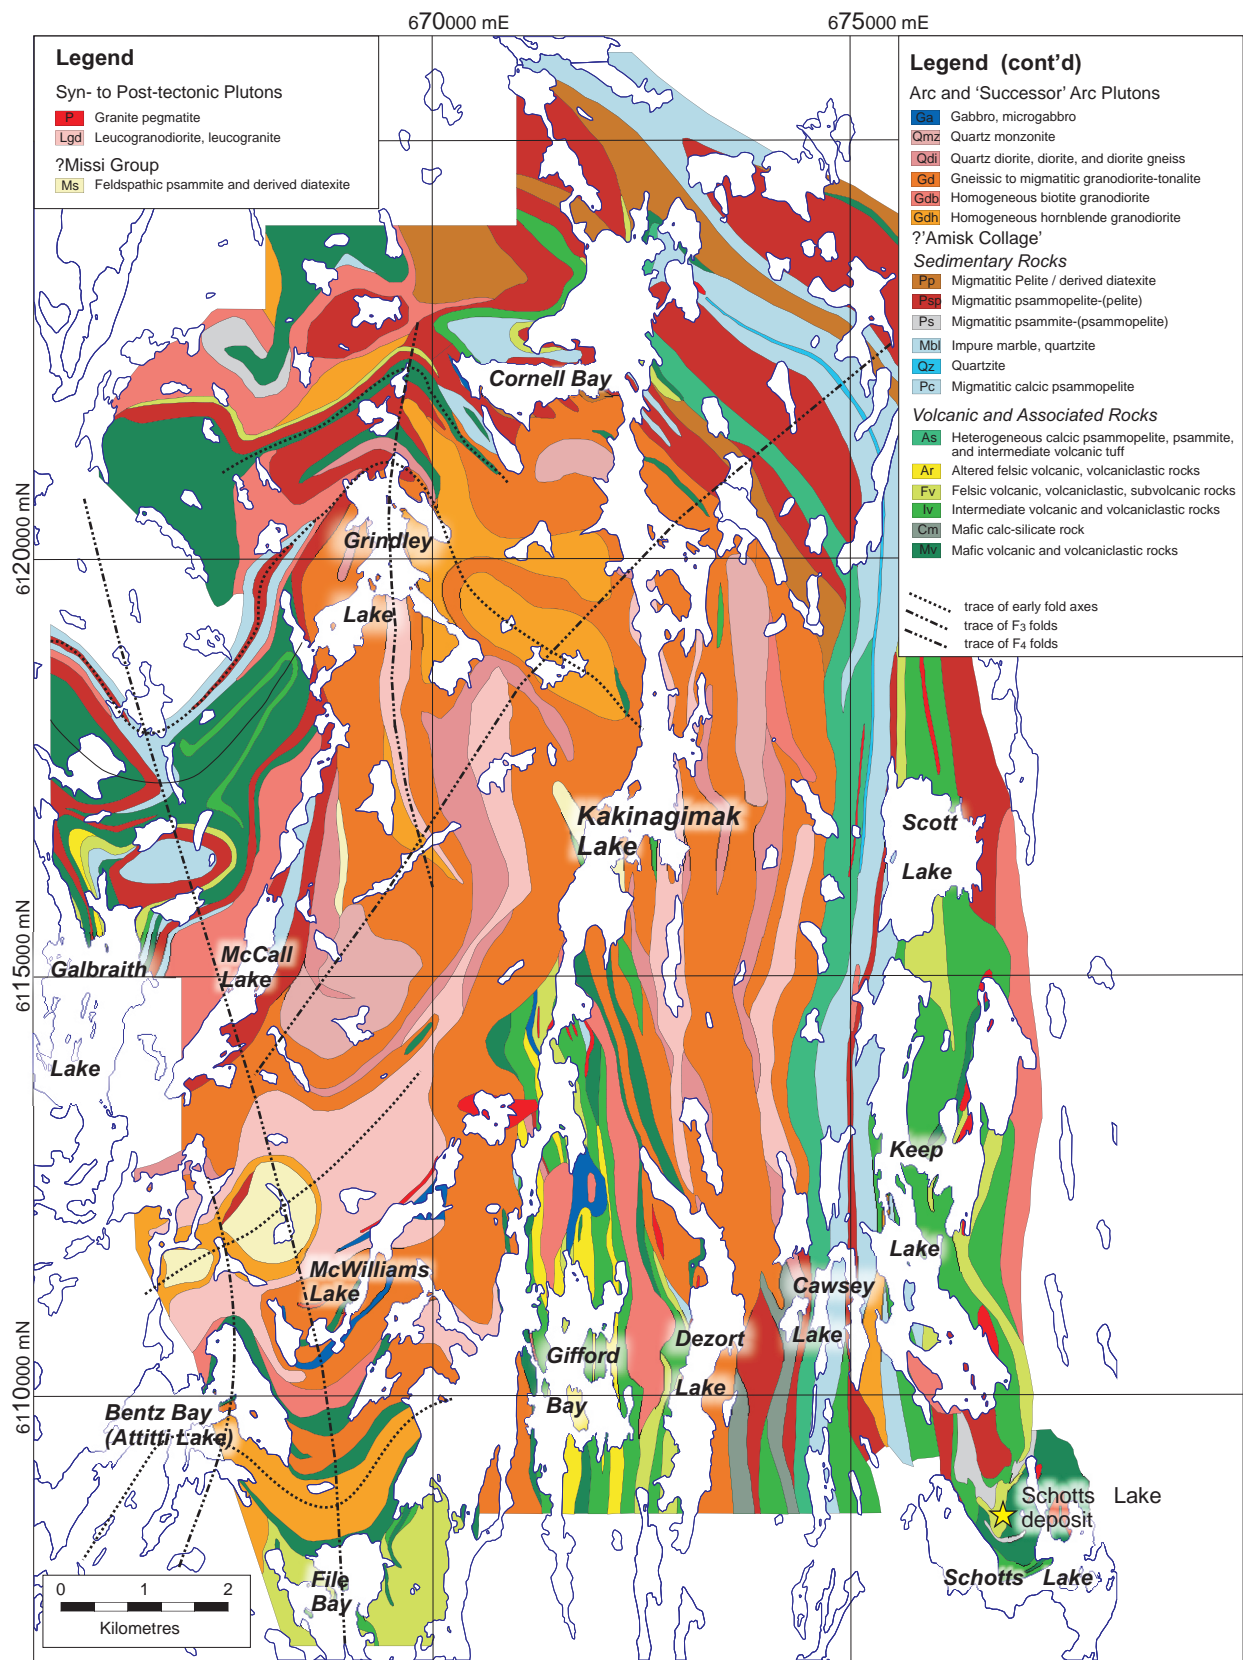 670000 mE
675000 mE
Legend
Syn- to Post-tectonic Plutons
P Granite pegmatite
Lgd Leucogranodiorite, leucogranite
?Missi Group
Ms Feldspathic psammite and derived diatexite
Legend (cont'd)
Arc and 'Successor' Arc Plutons
Ga Gabbro, microgabbro
Qmz Quartz monzonite
Qdi Quartz diorite, diorite, and diorite gneiss
Gd Gneissic to migmatitic granodiorite-tonalite
Gdb Homogeneous biotite granodiorite
Gdh Homogeneous hornblende granodiorite
?'Amisk Collage'
Sedimentary Rocks
Pp Migmatitic Pelite / derived diatexite
Psp Migmatitic psammopelite-(pelite)
Ps Migmatitic psammite-(psammopelite)
Mbl Impure marble, quartzite
Qz Quartzite
Pc Migmatitic calcic psammopelite
Volcanic and Associated Rocks
As Heterogeneous calcic psammopelite, psammite,
and intermediate volcanic tuff
Ar Altered felsic volcanic, volcaniclastic rocks
Fv Felsic volcanic, volcaniclastic, subvolcanic rocks
Iv Intermediate volcanic and volcaniclastic rocks
Cm Mafic calc-silicate rock
Mv Mafic volcanic and volcaniclastic rocks
trace of early fold axes
trace of F3 folds
trace of F4 folds
Cornell Bay
6120000 mN
Grindley
Lake
Kakinagimak
Lake
Scott
Lake
6115000 mN
McCall
Lake
Galbraith
Lake
Keep
Lake
McWilliams
Lake
Cawsey
Lake
6110000 mN
Gifford
Bay
Dezort
Lake
Bentz Bay
(Attitti Lake)
Schotts Lake
deposit
Schotts Lake
File
Bay
0 1 2
Kilometres